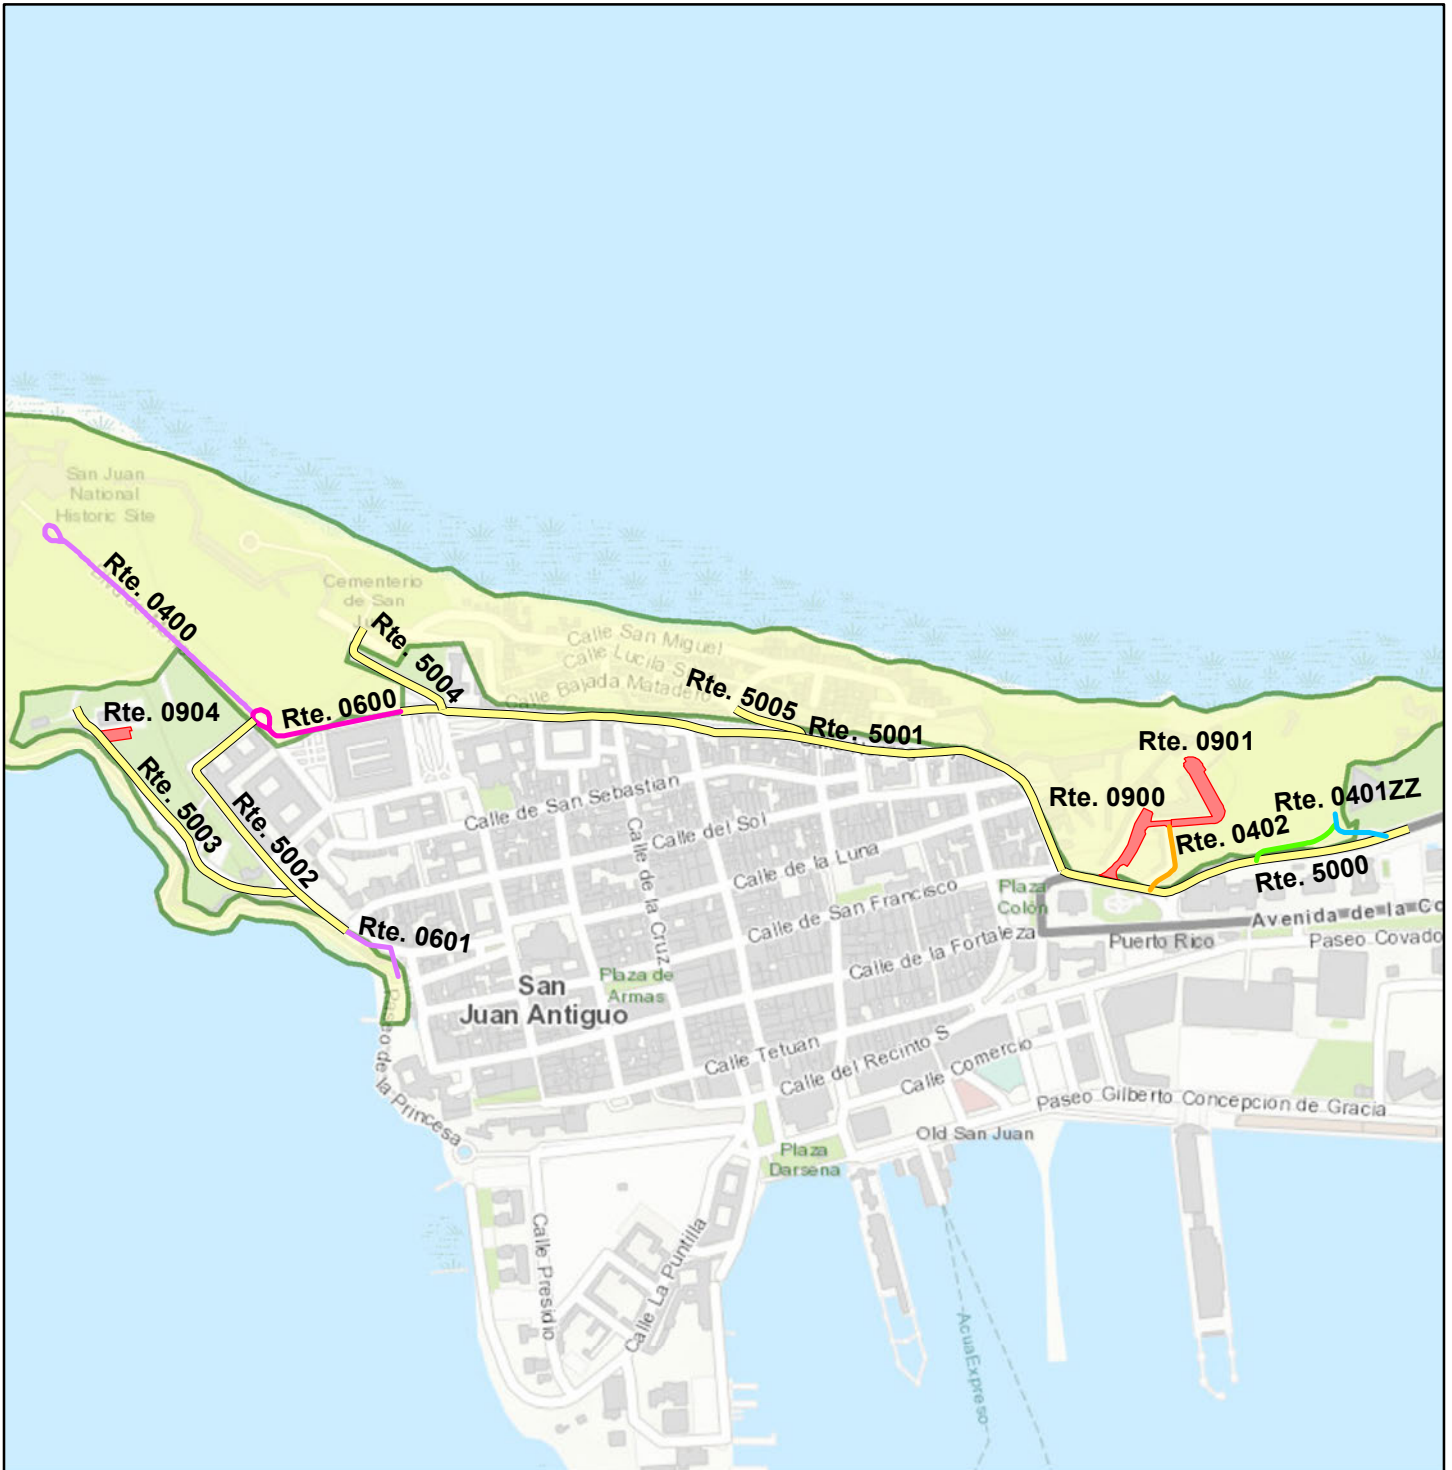 San Juan
National
Historic Site
Rte. 0400
Cementerio
de San
Rte. 5004
Calle San Miguel
Calle Lucila S
Calle Bajada Matadero
Rte. 5005
Rte. 0600
Rte. 0904
Rte. 5001
Rte. 0901
Rte. 0900
Rte. 0401ZZ
Rte. 0402
Rte. 5000
Rte. 5003
Rte. 5002
Rte. 0601
Calle de San Sebastian
Calle del Sol
Calle de la Cruz
Calle de la Luna
Calle de San Francisco
Calle de la Fortaleza
Plaza
Colón
Avenida de la Co
Puerto Rico
Paseo Covado
San
Juan Antiguo
Plaza de
Armas
Paseo de la Princesa
Calle Tetuan
Calle del Recinto S
Calle Comercio
Paseo Gilberto Concepción de Gracia
Old San Juan
Plaza
Darsena
Calle Presidio
Calle La Puntilla
AcuaExpreso